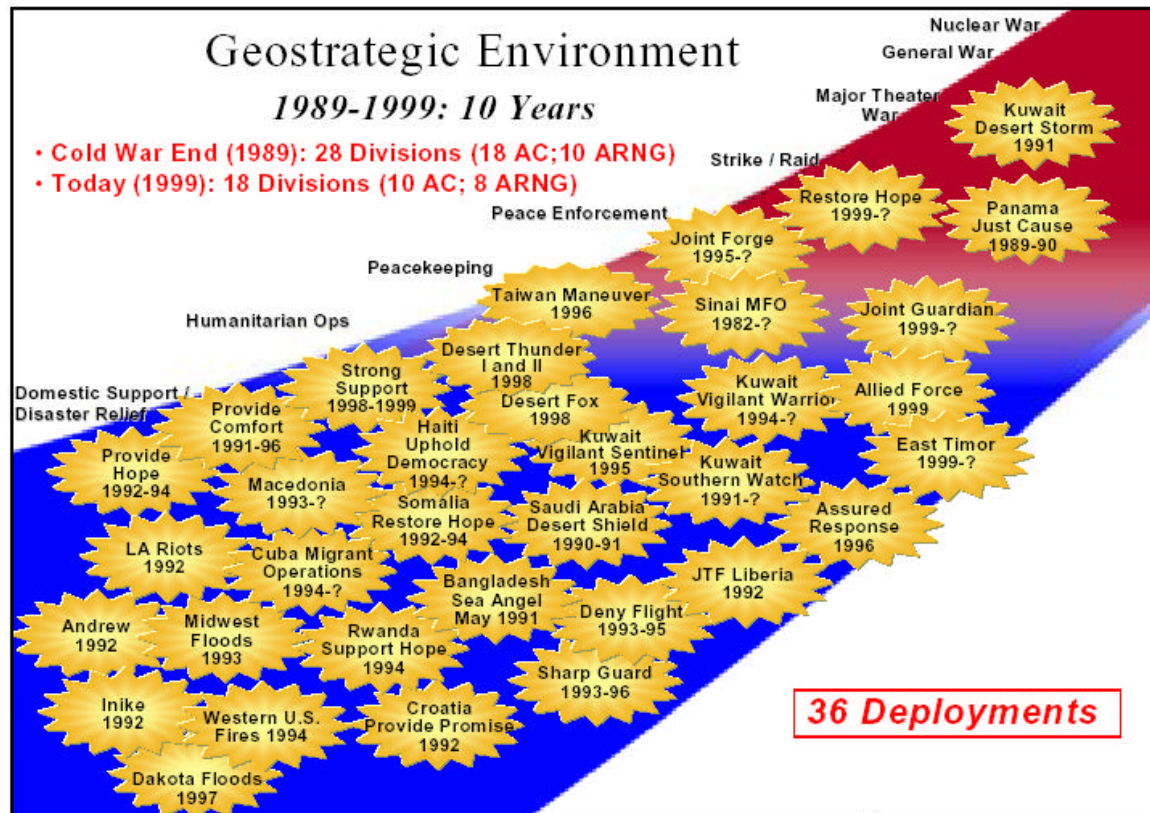 Geostrategic Environment
1989-1999: 10 Years
• Cold War End (1989): 28 Divisions (18 AC;10 ARNG)
• Today (1999): 18 Divisions (10 AC; 8 ARNG)
Nuclear War
General War
Major Theater
War
Strike / Raid
Peace Enforcement
Peacekeeping
Humanitarian Ops
Domestic Support /
Disaster Relief
Kuwait
Desert Storm
1991
Restore Hope
1999-?
Panama
Just Cause
1989-90
Joint Forge
1995-?
Taiwan Maneuver
1996
Sinai MFO
1982-?
Joint Guardian
1999-?
Desert Thunder
I and II
1998
Strong
Support
1998-1999
Kuwait
Vigilant Warrior
1994-?
Allied Force
1999
Desert Fox
1998
Provide
Comfort
1991-96
Haiti
Uphold
Democracy
1994-?
Kuwait
Vigilant Sentinel
1995
East Timor
1999-?
Provide
Hope
1992-94
Macedonia
1993-?
Kuwait
Southern Watch
1991-?
Somalia
Restore Hope
1992-94
Saudi Arabia
Desert Shield
1990-91
Assured
Response
1996
LA Riots
1992
Cuba Migrant
Operations
1994-?
Bangladesh
Sea Angel
May 1991
JTF Liberia
1992
Deny Flight
1993-95
Andrew
1992
Midwest
Floods
1993
Rwanda
Support Hope
1994
Sharp Guard
1993-96
Inike
1992
Western U.S.
Fires 1994
Croatia
Provide Promise
1992
Dakota Floods
1997
36 Deployments